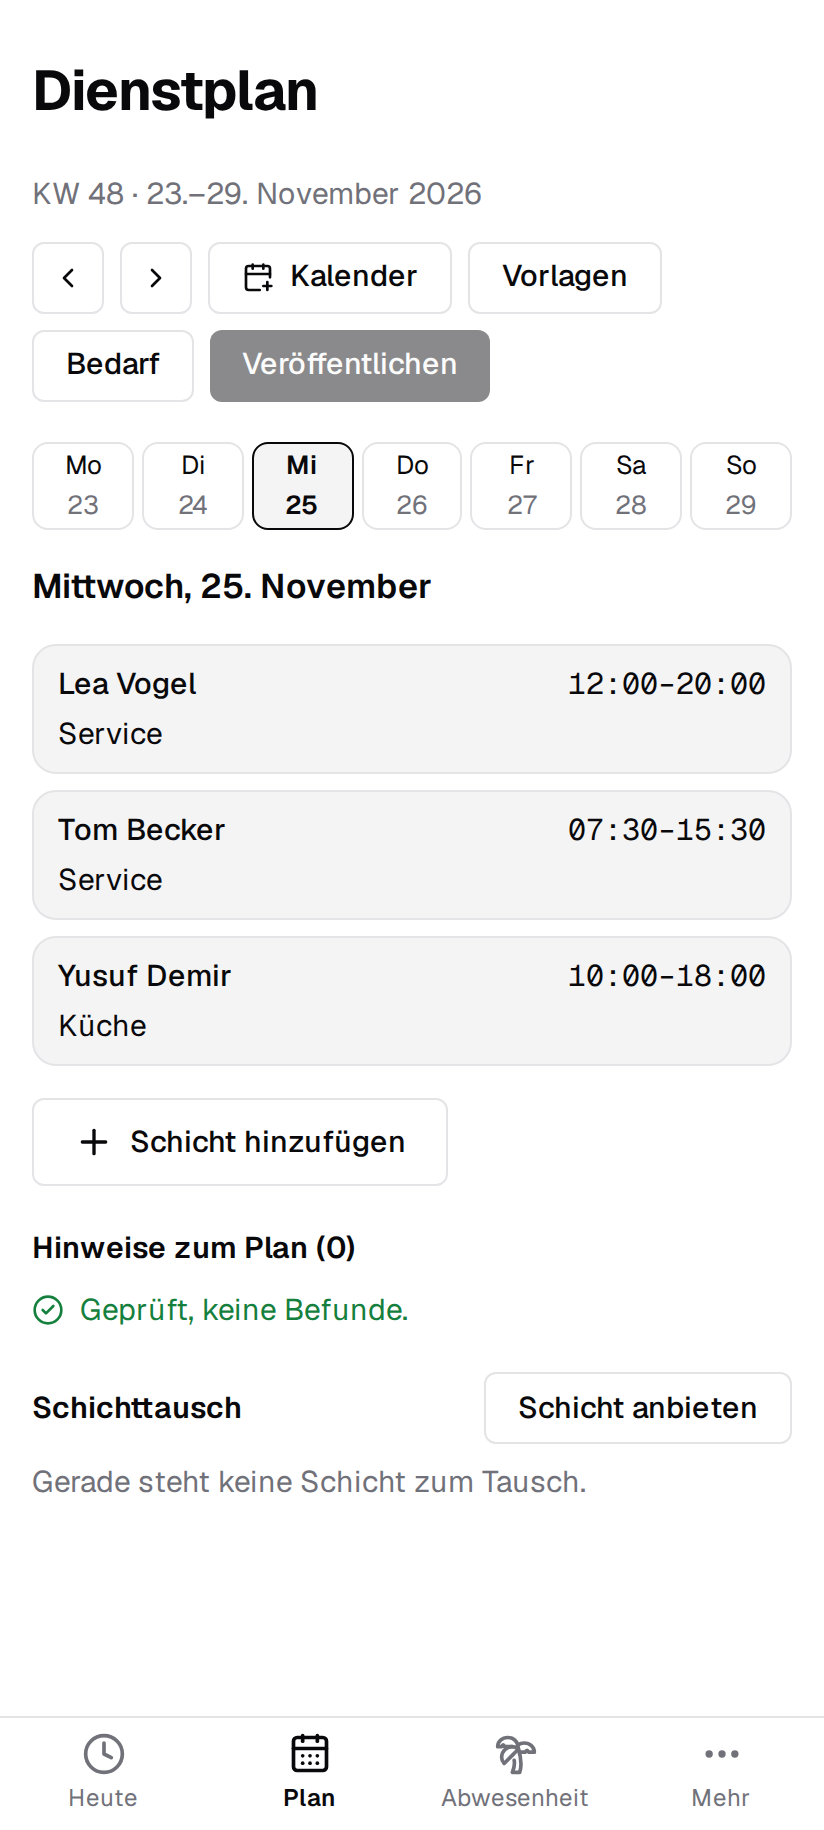 Dienstplan
KW 48 · 23.–29. November 2026
Kalender
Vorlagen
Bedarf
Veröffentlichen
Mo Di Mi Do Fr Sa So
23 24 25 26 27 28 29
Mittwoch, 25. November
Lea Vogel 12:00–20:00
Service
Tom Becker 07:30–15:30
Service
Yusuf Demir 10:00–18:00
Küche
Schicht hinzufügen
Hinweise zum Plan (0)
Geprüft, keine Befunde.
Schichttausch
Schicht anbieten
Gerade steht keine Schicht zum Tausch.
Heute Plan Abwesenheit Mehr